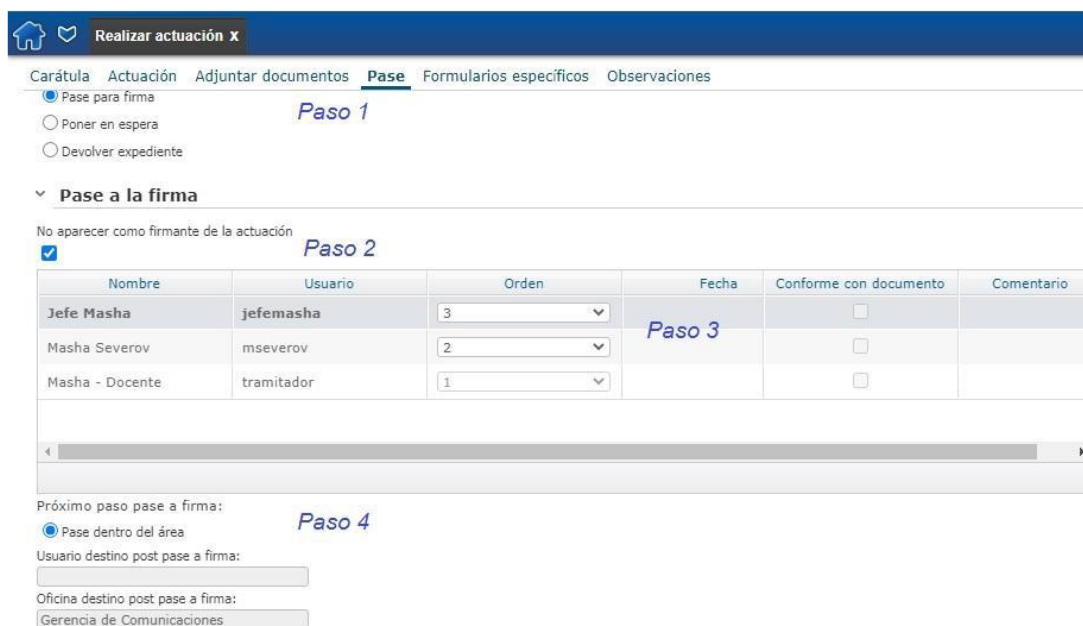 Realizar actuación x
Carátula Actuación Adjuntar documentos Pase Formularios específicos Observaciones
Pase para firma
Paso 1
Poner en espera
Devolver expediente
Pase a la firma
No aparecer como firmante de la actuación
Paso 2
Nombre Usuario Orden Fecha Conforme con documento Comentario
Jefe Masha jefemasha 3
Paso 3
Masha Severov mseverov 2
Masha - Docente tramitador 1
Próximo paso pase a firma:
Paso 4
Pase dentro del área
Usuario destino post pase a firma:
Oficina destino post pase a firma:
Gerencia de Comunicaciones